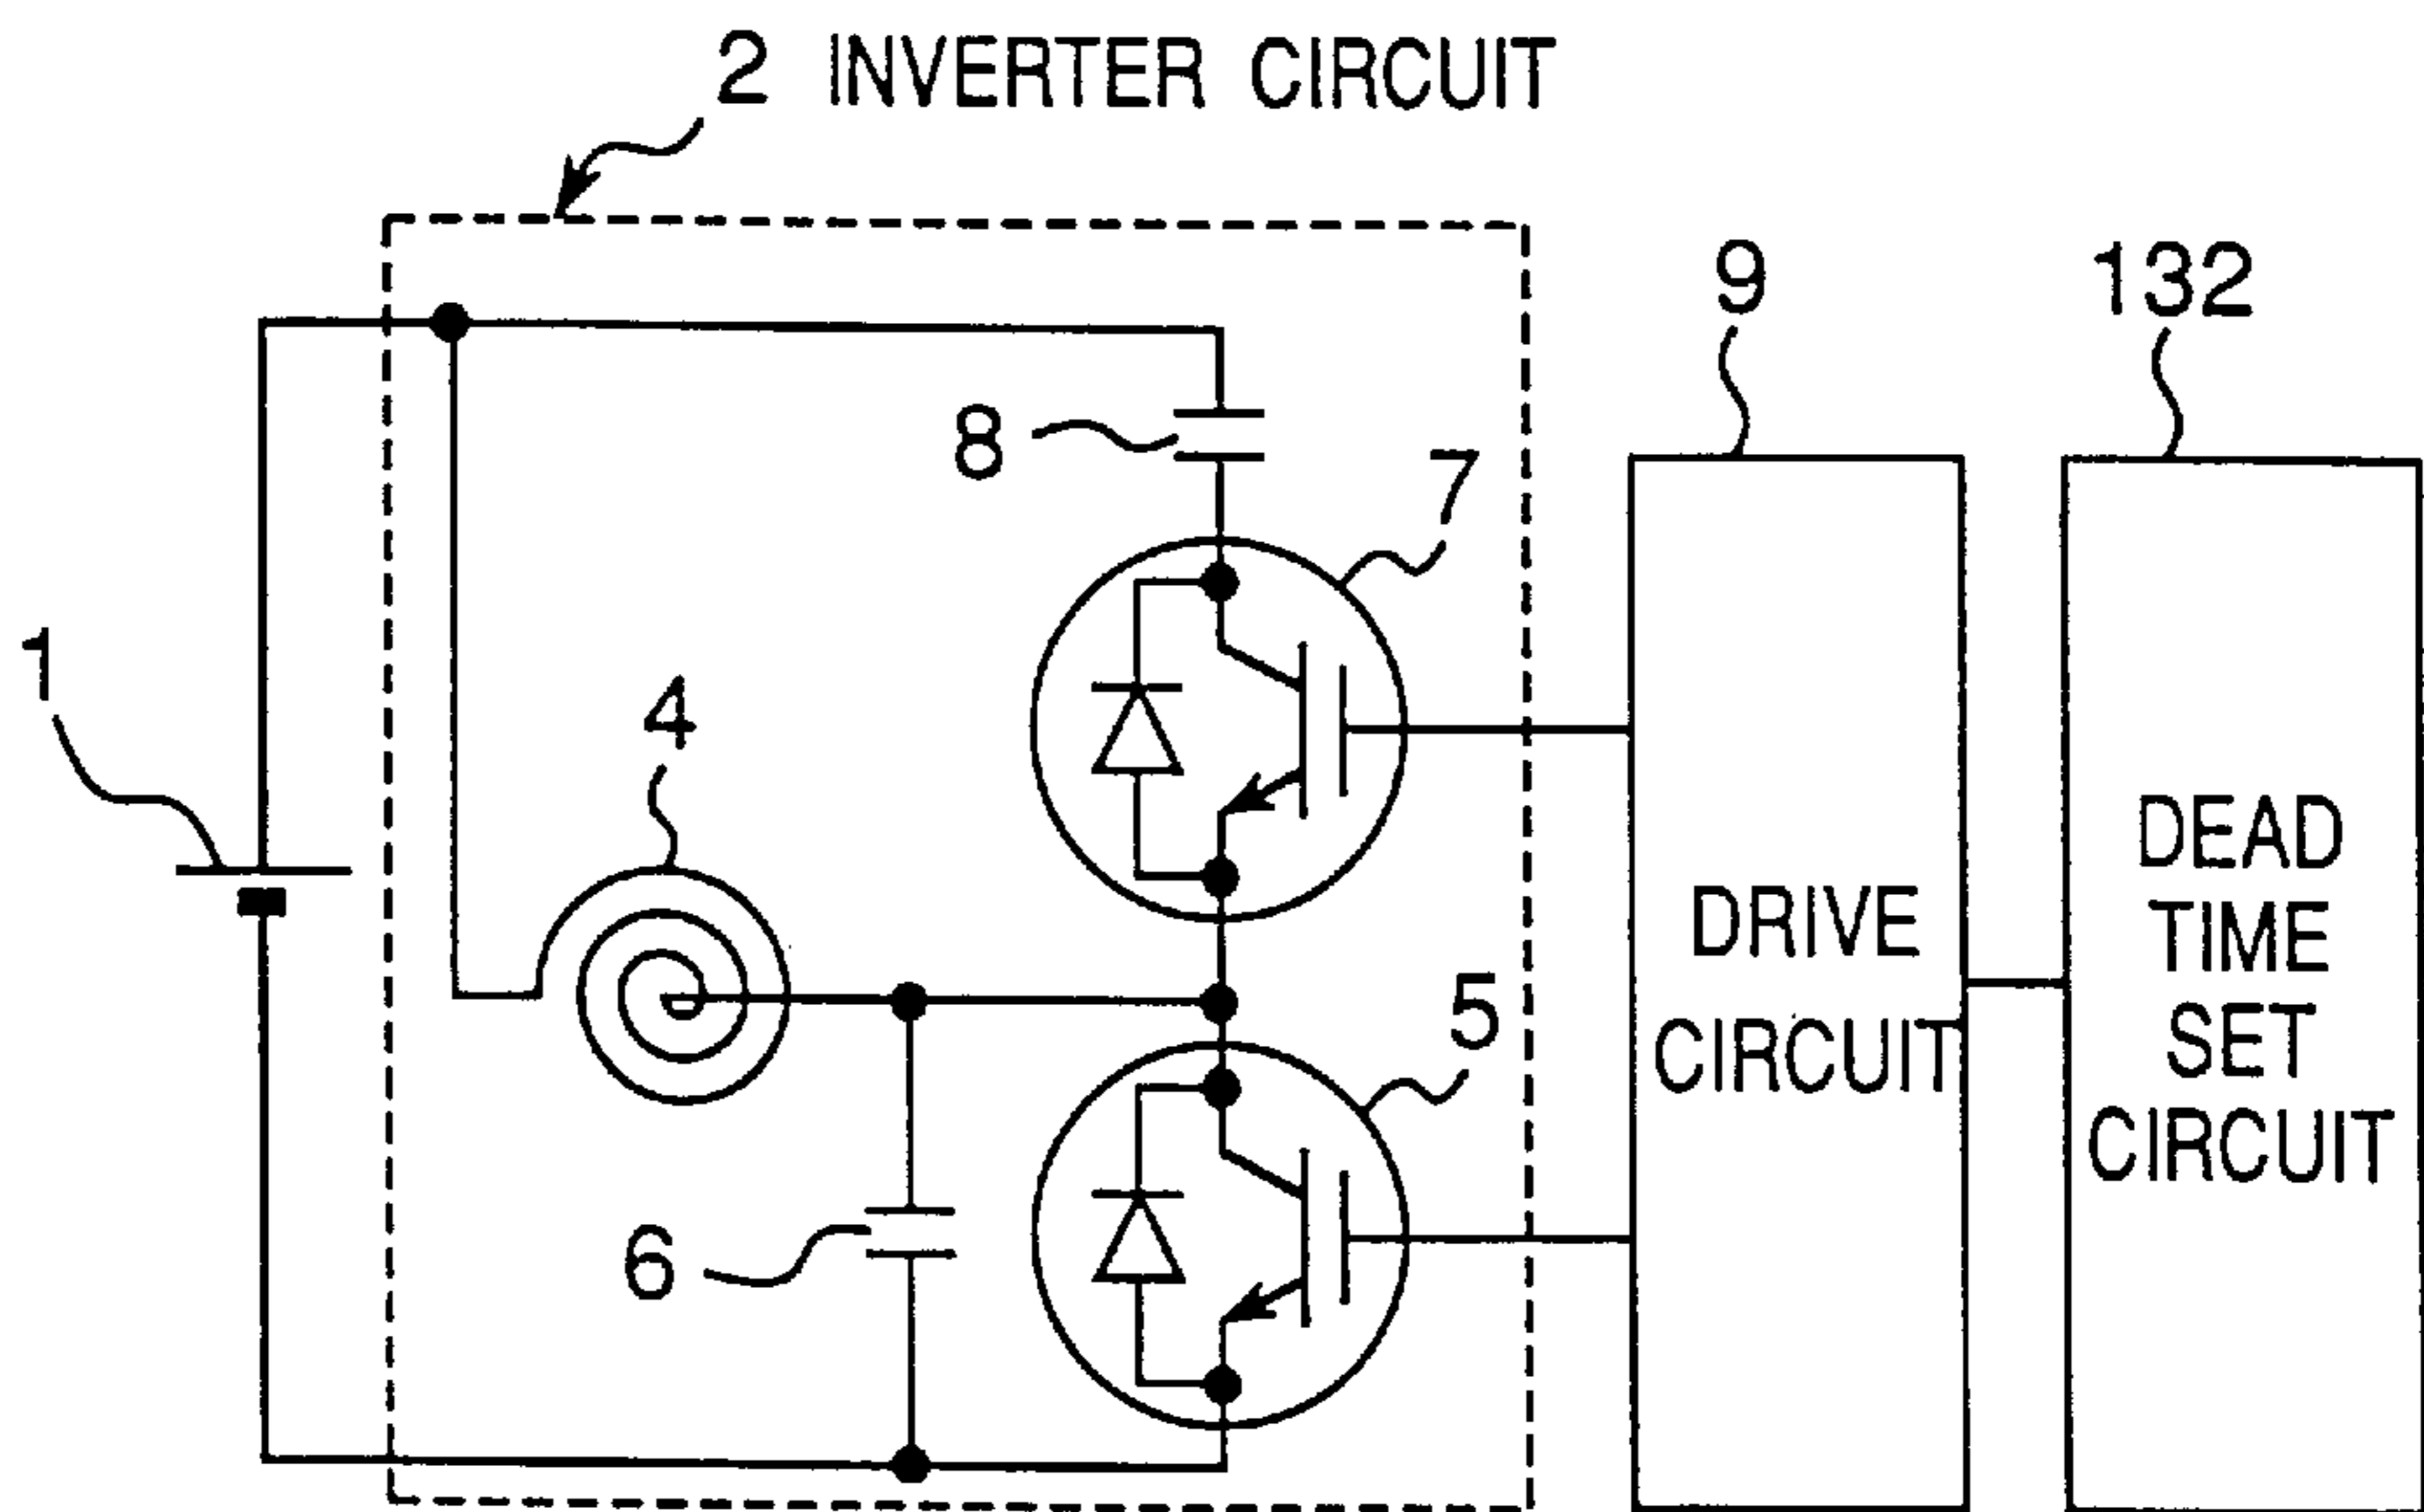 2 INVERTER CIRCUIT
9
132
8
7
1
4
DRIVE
CIRCUIT
DEAD
TIME
SET
CIRCUIT
5
6